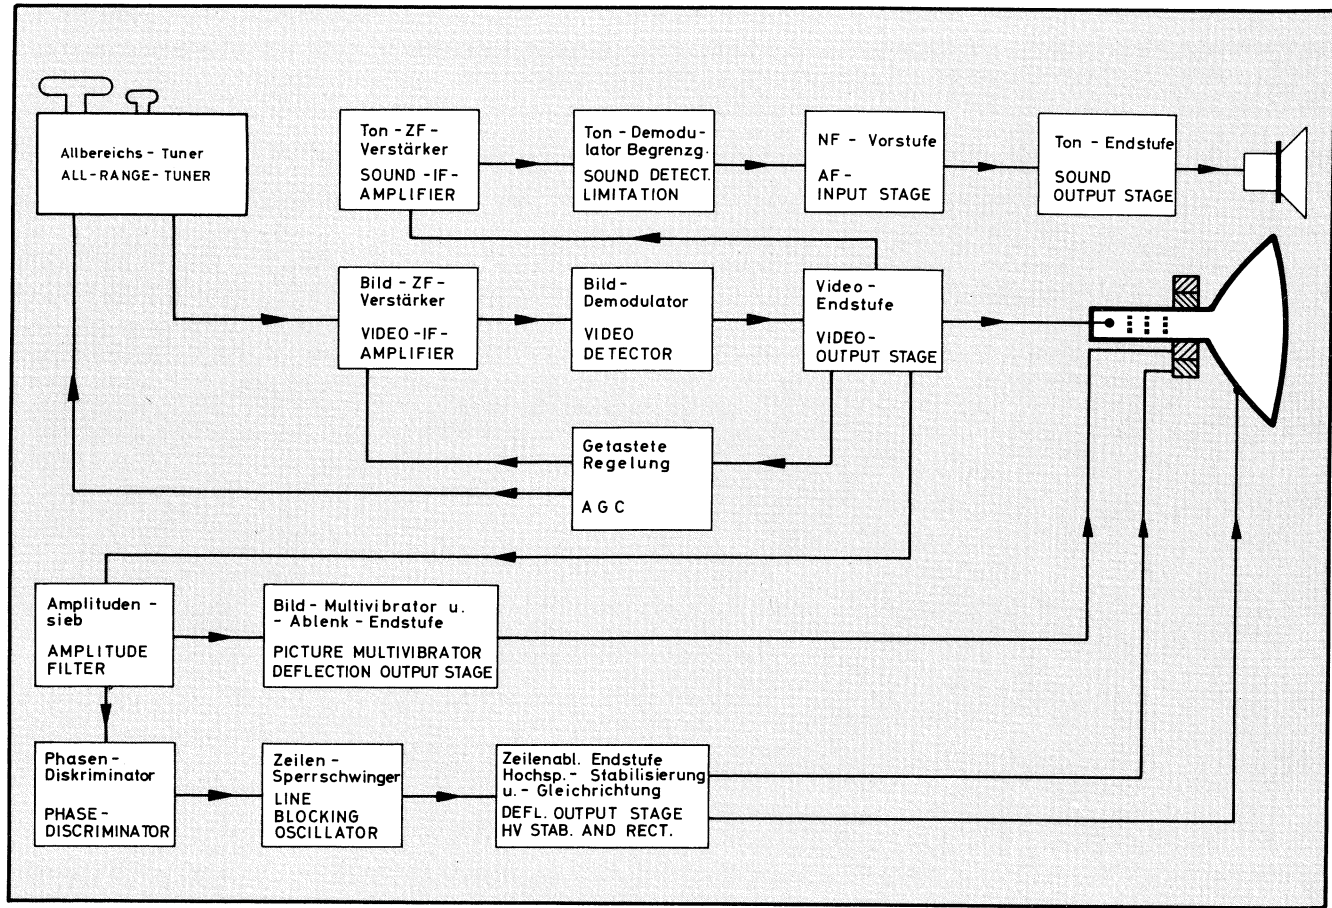 Allbereichs - Tuner
ALL-RANGE-TUNER
Ton - ZF -
Verstärker
SOUND - IF -
AMPLIFIER
Ton - Demodu -
lator Begrenzg.
SOUND DETECT.
LIMITATION
NF - Vorstufe
AF -
INPUT STAGE
Ton - Endstufe
SOUND
OUTPUT STAGE
Bild - ZF -
Verstärker
VIDEO - IF -
AMPLIFIER
Bild -
Demodulator
VIDEO
DETECTOR
Video -
Endstufe
VIDEO -
OUTPUT STAGE
Getastete
Regelung
AGC
Amplituden -
sieb
AMPLITUDE
FILTER
Bild - Multivibrator u.
- Ablenk - Endstufe
PICTURE MULTIVIBRATOR
DEFLECTION OUTPUT STAGE
Phasen -
Diskriminator
PHASE -
DISCRIMINATOR
Zeilen -
Sperrschwinger
LINE
BLOCKING
OSCILLATOR
Zeilenabl. Endstufe
Hochsp. - Stabilisierung
u. - Gleichrichtung
DEFL. OUTPUT STAGE
HV STAB. AND RECT.